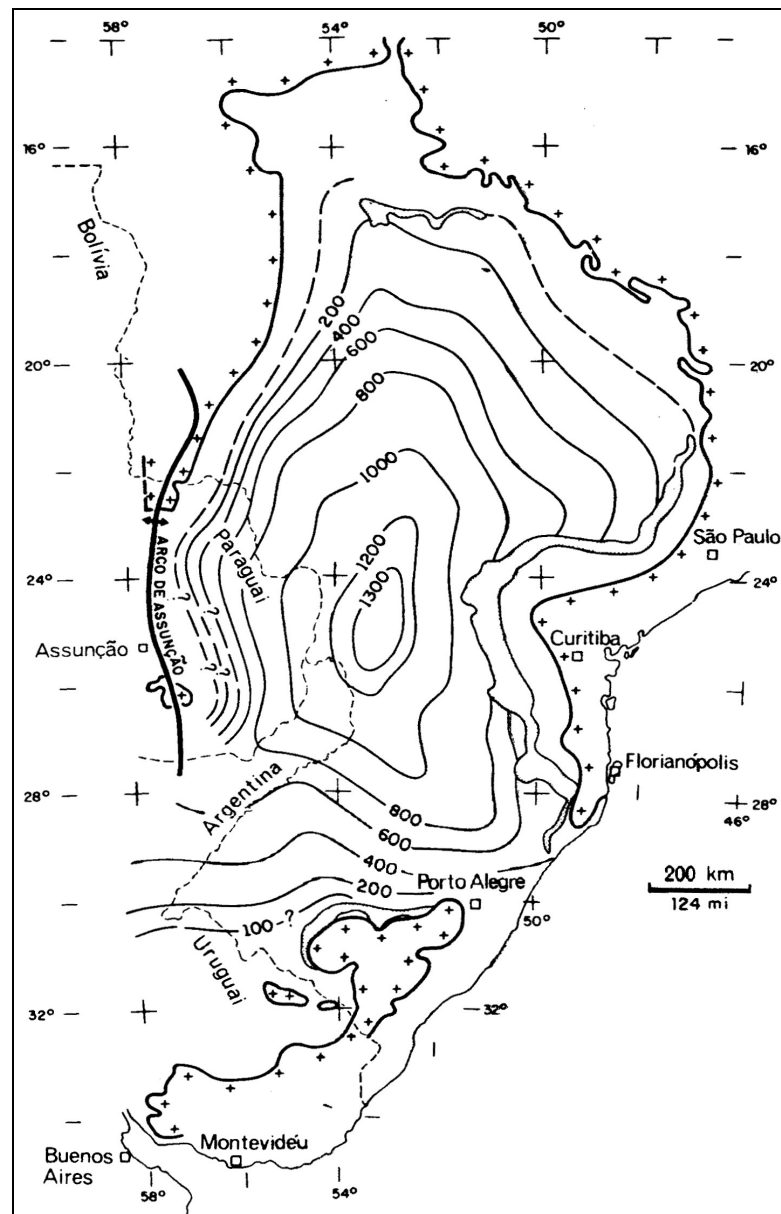 58°
54°
50°
16°
16°
Bolívia
200
400
600
800
20°
20°
1000
1200
1300
Paraguai
São Paulo
24°
24°
ARCO DE ASSUNÇÃO
?
?
?
?
Assunção
Curitiba
Argentina
Florianópolis
28°
28°
46°
800
600
400
200
Porto Alegre
200 km
124 mi
50°
100-?
Uruguai
32°
32°
Montevidéu
Buenos
Aires
58°
54°